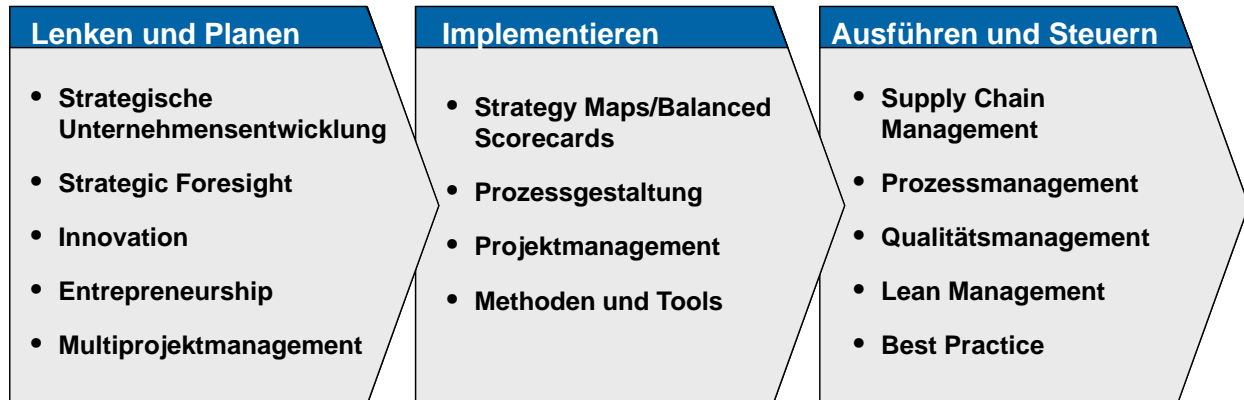 Lenken und Planen
• Strategische
Unternehmensentwicklung
• Strategic Foresight
• Innovation
• Entrepreneurship
• Multiprojektmanagement
Implementieren
• Strategy Maps/Balanced
Scorecards
• Prozessgestaltung
• Projektmanagement
• Methoden und Tools
Ausführen und Steuern
• Supply Chain
Management
• Prozessmanagement
• Qualitätsmanagement
• Lean Management
• Best Practice